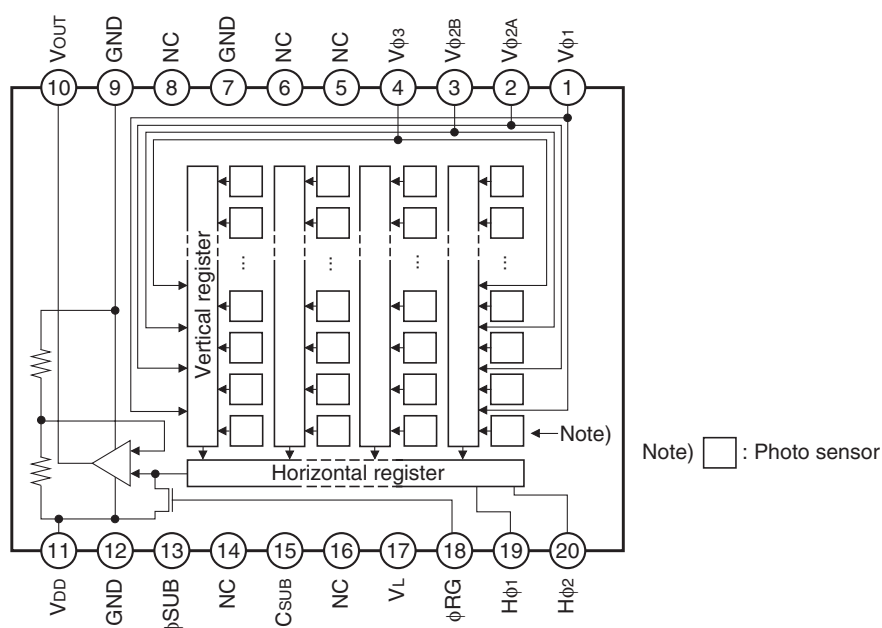 VOUT
GND
NC
GND
NC
NC
Vϕ3
Vϕ2B
Vϕ2A
Vϕ1
10 9 8 7 6 5 4 3 2 1
Vertical register
... ... ... ...
Note)
Note) : Photo sensor
Horizontal register
11 12 13 14 15 16 17 18 19 20
VDD
GND
ϕSUB
NC
CSUB
NC
VL
ϕRG
Hϕ1
Hϕ2